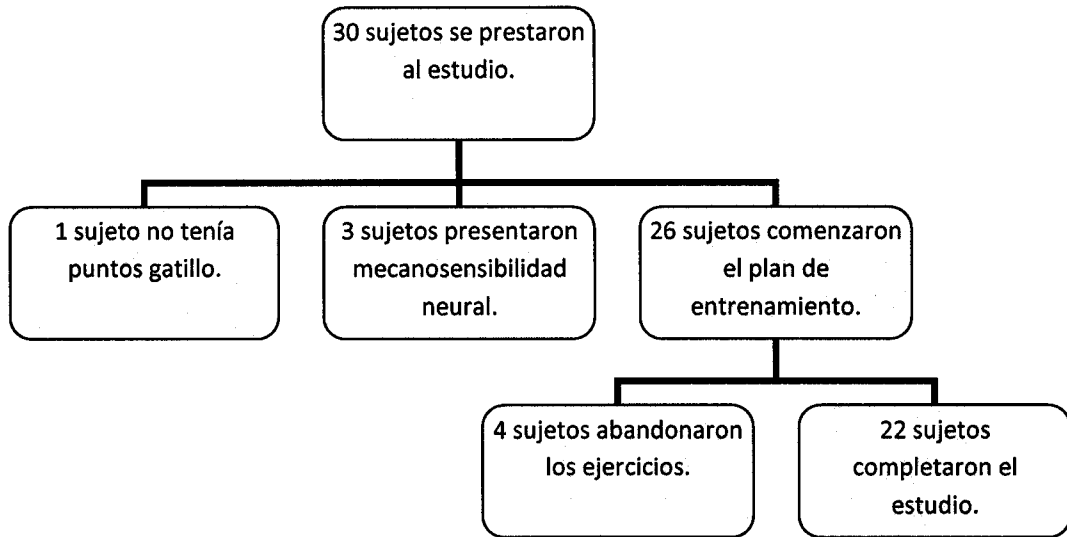 30 sujetos se prestaron
al estudio.
1 sujeto no tenía
puntos gatillo.
3 sujetos presentaron
mecanosensibilidad
neural.
26 sujetos comenzaron
el plan de
entrenamiento.
4 sujetos abandonaron
los ejercicios.
22 sujetos
completaron el
estudio.